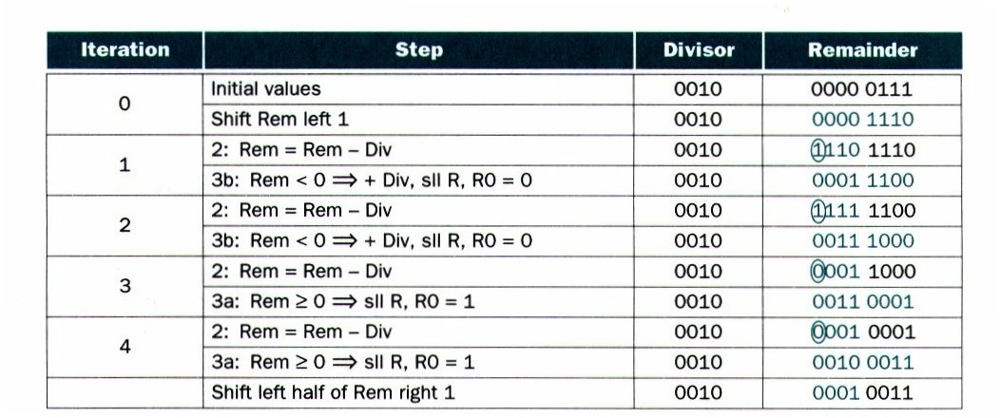 Iteration Step Divisor Remainder
0 Initial values 0010 0000 0111
Shift Rem left 1 0010 0000 1110
1 2: Rem = Rem – Div 0010 1110 1110
3b: Rem < 0 ⟹ + Div, sll R, R0 = 0 0010 0001 1100
2 2: Rem = Rem – Div 0010 1111 1100
3b: Rem < 0 ⟹ + Div, sll R, R0 = 0 0010 0011 1000
3 2: Rem = Rem – Div 0010 0001 1000
3a: Rem ≥ 0 ⟹ sll R, R0 = 1 0010 0011 0001
4 2: Rem = Rem – Div 0010 0001 0001
3a: Rem ≥ 0 ⟹ sll R, R0 = 1 0010 0010 0011
Shift left half of Rem right 1 0010 0001 0011